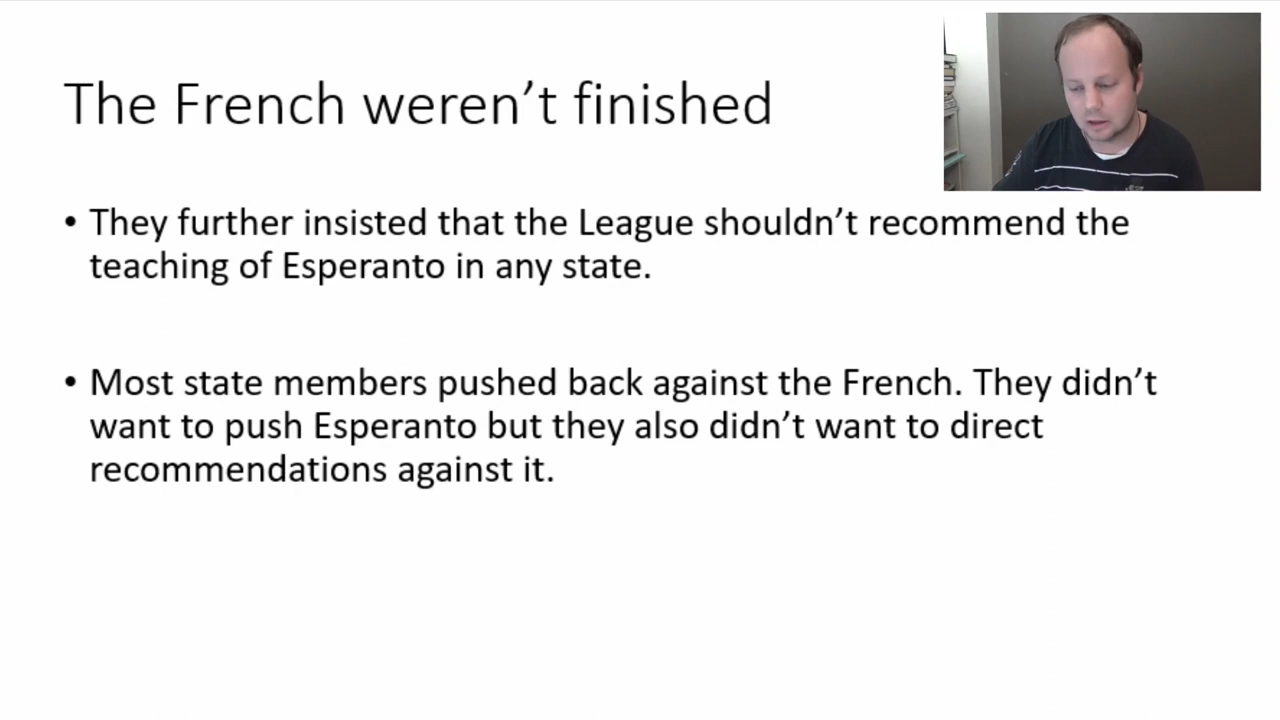 The French weren’t finished
• They further insisted that the League shouldn’t recommend the
teaching of Esperanto in any state.
• Most state members pushed back against the French. They didn’t
want to push Esperanto but they also didn’t want to direct
recommendations against it.